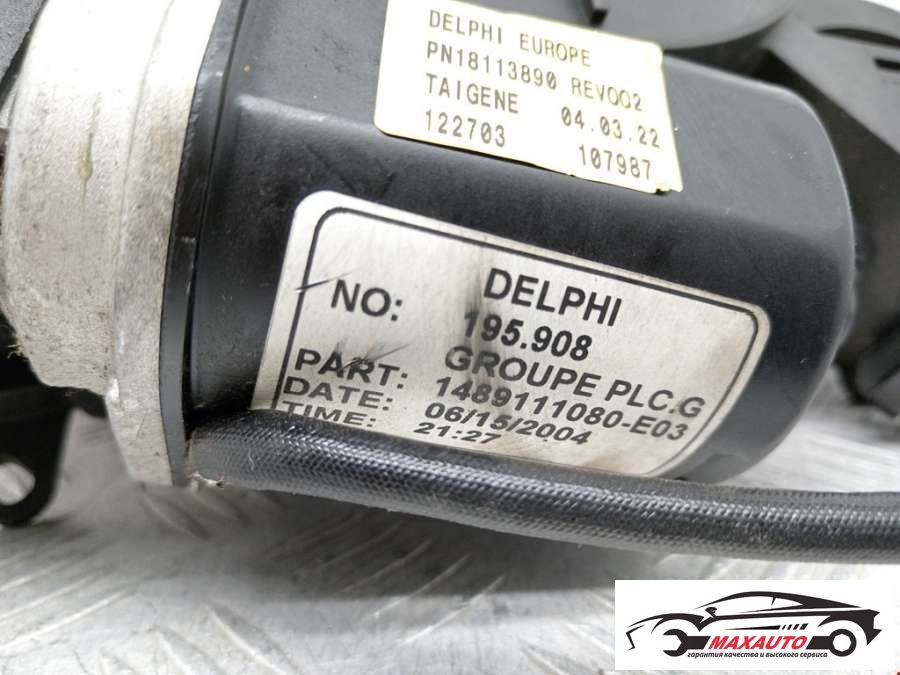 DELPHI EUROPE
PN18113890 REV002
TAIGENE 04.03.22
122703 107987
DELPHI
NO: 195.908
GROUPE PLC.G
PART: 1489111080-E03
DATE: 06/15/2004
TIME: 21:27
MAXAUTO
гарантия качества и высокого сервиса